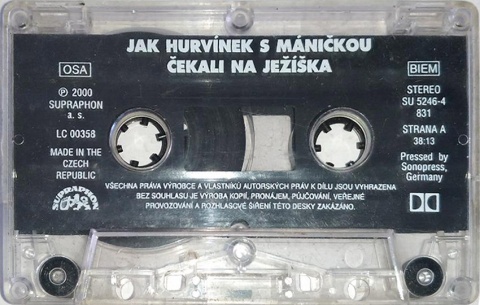 JAK HURVÍNEK S MÁNIČKOU
ČEKALI NA JEŽÍŠKA
OSA
BIEM
℗ 2000
SUPRAPHON
a. s.
LC 00358
MADE IN THE
CZECH
REPUBLIC
STEREO
SU 5246-4
831
STRANA A
38:13
Pressed by
Sonopress,
Germany
SUPRAPHON
VŠECHNA PRÁVA VÝROBCE A VLASTNÍKU AUTORSKÝCH PRÁV K DÍLU JSOU VYHRAZENA
BEZ SOUHLASU JE VÝROBA KOPIÍ, PRONÁJEM, PŮJČOVÁNÍ, VEŘEJNÉ
PROVOZOVÁNÍ A ROZHLASOVÉ ŠÍŘENÍ TÉTO DESKY ZAKÁZÁNO.